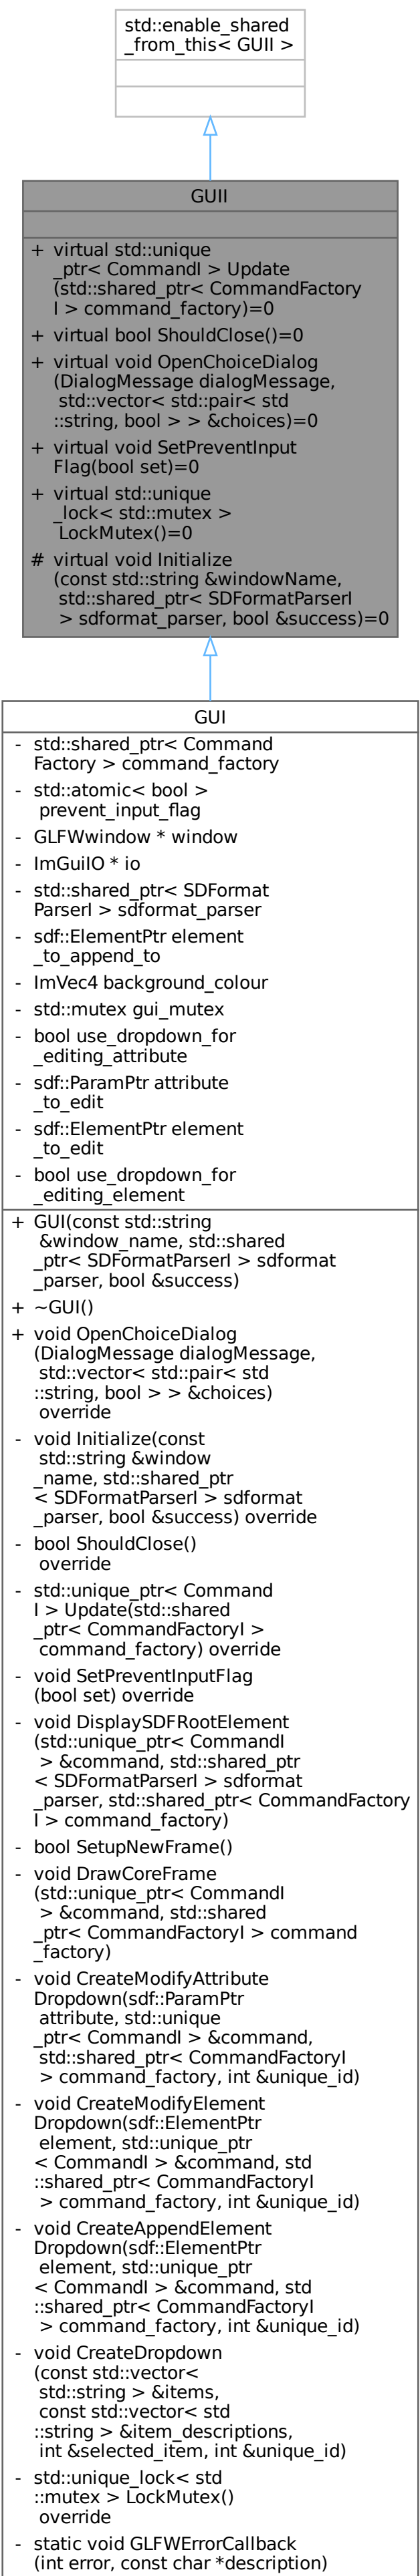 std::enable_shared
_from_this< GUII >
GUII
+ virtual std::unique
_ptr< CommandI > Update
(std::shared_ptr< CommandFactory
I > command_factory)=0
+ virtual bool ShouldClose()=0
+ virtual void OpenChoiceDialog
(DialogMessage dialogMessage,
std::vector< std::pair< std
::string, bool > > &choices)=0
+ virtual void SetPreventInput
Flag(bool set)=0
+ virtual std::unique
_lock< std::mutex >
LockMutex()=0
# virtual void Initialize
(const std::string &windowName,
std::shared_ptr< SDFormatParserI
> sdformat_parser, bool &success)=0
GUI
- std::shared_ptr< Command
Factory > command_factory
- std::atomic< bool >
prevent_input_flag
- GLFWwindow * window
- ImGuiIO * io
- std::shared_ptr< SDFormat
ParserI > sdformat_parser
- sdf::ElementPtr element
_to_append_to
- ImVec4 background_colour
- std::mutex gui_mutex
- bool use_dropdown_for
_editing_attribute
- sdf::ParamPtr attribute
_to_edit
- sdf::ElementPtr element
_to_edit
- bool use_dropdown_for
_editing_element
+ GUI(const std::string
&window_name, std::shared
_ptr< SDFormatParserI > sdformat
_parser, bool &success)
+ ~GUI()
+ void OpenChoiceDialog
(DialogMessage dialogMessage,
std::vector< std::pair< std
::string, bool > > &choices)
override
- void Initialize(const
std::string &window
_name, std::shared_ptr
< SDFormatParserI > sdformat
_parser, bool &success) override
- bool ShouldClose()
override
- std::unique_ptr< Command
I > Update(std::shared
_ptr< CommandFactoryI >
command_factory) override
- void SetPreventInputFlag
(bool set) override
- void DisplaySDFRootElement
(std::unique_ptr< CommandI
> &command, std::shared_ptr
< SDFormatParserI > sdformat
_parser, std::shared_ptr< CommandFactory
I > command_factory)
- bool SetupNewFrame()
- void DrawCoreFrame
(std::unique_ptr< CommandI
> &command, std::shared
_ptr< CommandFactoryI > command
_factory)
- void CreateModifyAttribute
Dropdown(sdf::ParamPtr
attribute, std::unique
_ptr< CommandI > &command,
std::shared_ptr< CommandFactoryI
> command_factory, int &unique_id)
- void CreateModifyElement
Dropdown(sdf::ElementPtr
element, std::unique_ptr
< CommandI > &command, std
::shared_ptr< CommandFactoryI
> command_factory, int &unique_id)
- void CreateAppendElement
Dropdown(sdf::ElementPtr
element, std::unique_ptr
< CommandI > &command, std
::shared_ptr< CommandFactoryI
> command_factory, int &unique_id)
- void CreateDropdown
(const std::vector<
std::string > &items,
const std::vector< std
::string > &item_descriptions,
int &selected_item, int &unique_id)
- std::unique_lock< std
::mutex > LockMutex()
override
- static void GLFWErrorCallback
(int error, const char *description)